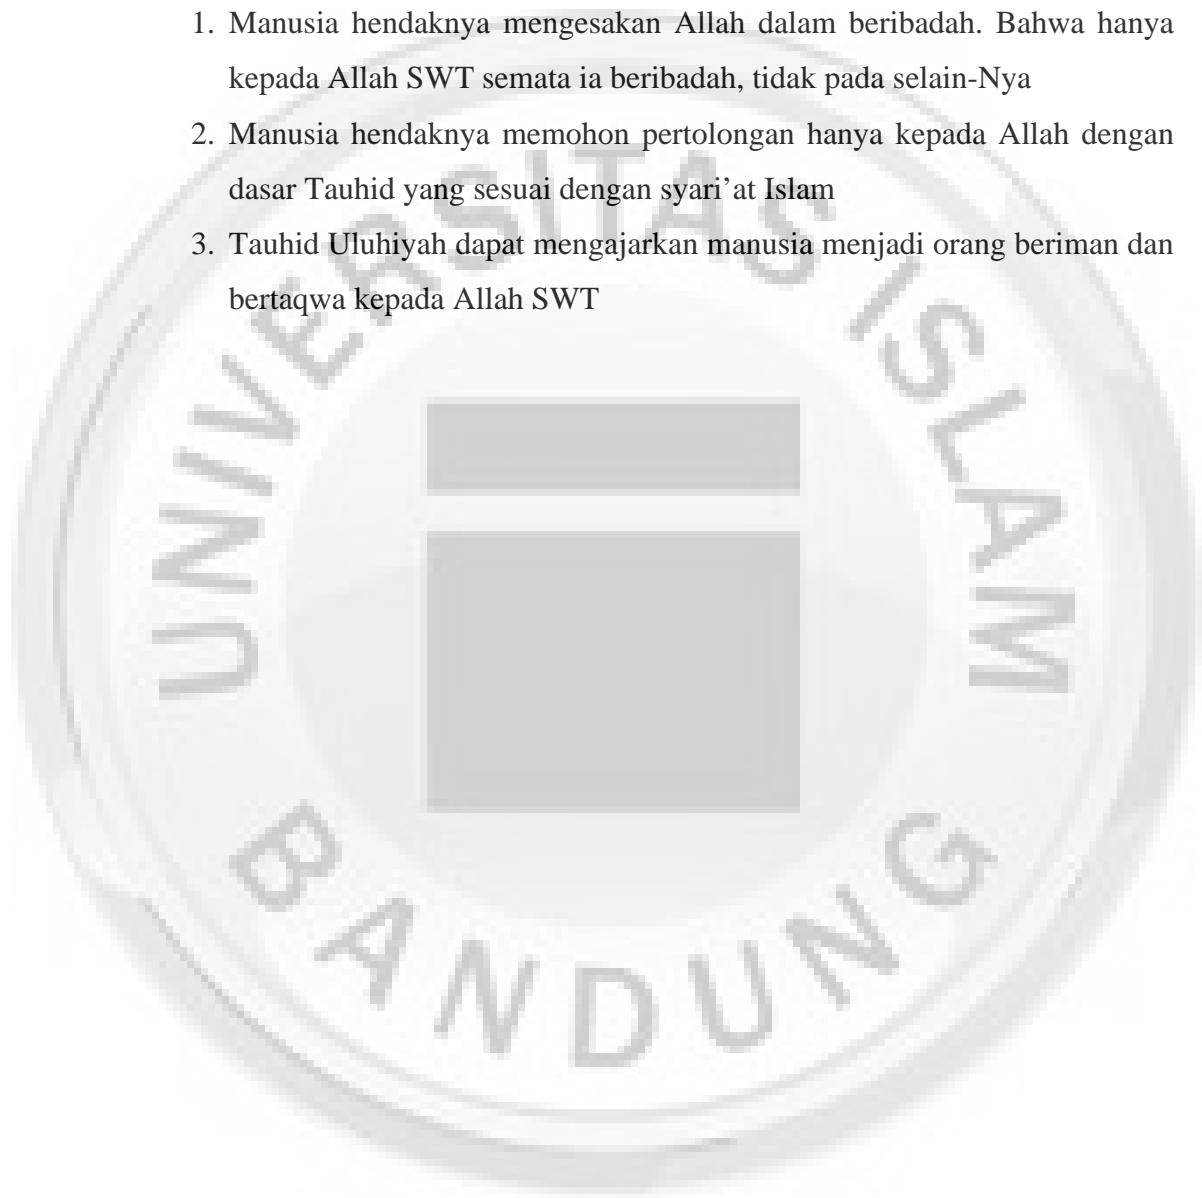 1. Manusia hendaknya mengesakan Allah dalam beribadah. Bahwa hanya
kepada Allah SWT semata ia beribadah, tidak pada selain-Nya
2. Manusia hendaknya memohon pertolongan hanya kepada Allah dengan
dasar Tauhid yang sesuai dengan syari’at Islam
3. Tauhid Uluhiyah dapat mengajarkan manusia menjadi orang beriman dan
bertaqwa kepada Allah SWT
UNIVERSITAS ISLAM
BANDUNG